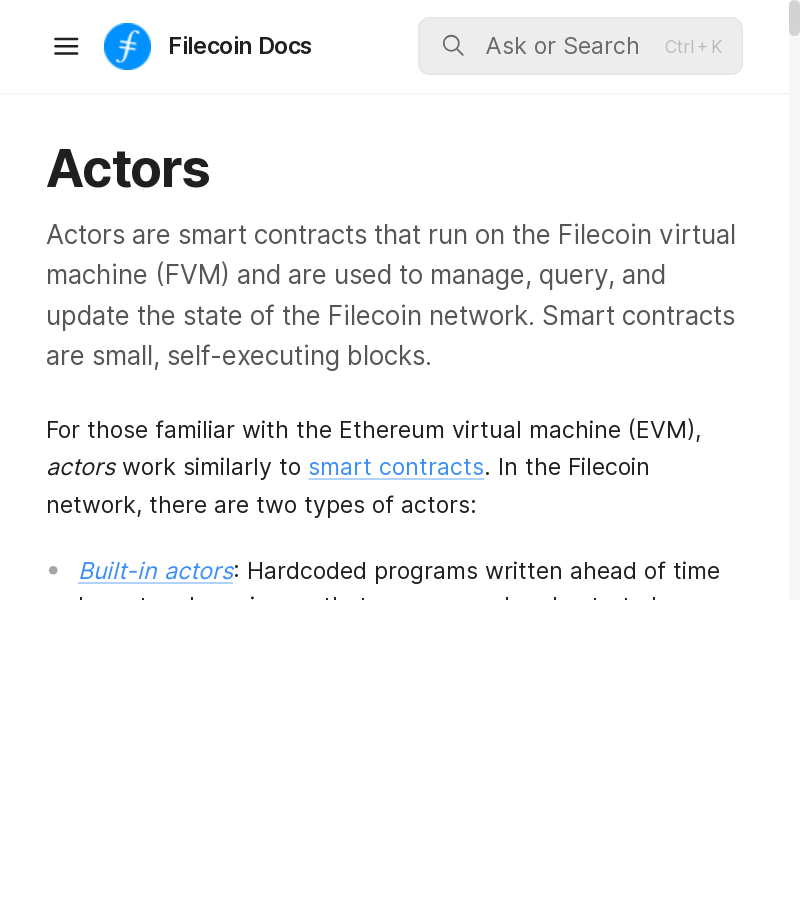 Filecoin Docs
Ask or Search
Ctrl + K
Actors
Actors are smart contracts that run on the Filecoin virtual
machine (FVM) and are used to manage, query, and
update the state of the Filecoin network. Smart contracts
are small, self-executing blocks.
For those familiar with the Ethereum virtual machine (EVM),
actors work similarly to smart contracts. In the Filecoin
network, there are two types of actors:
Built-in actors: Hardcoded programs written ahead of time